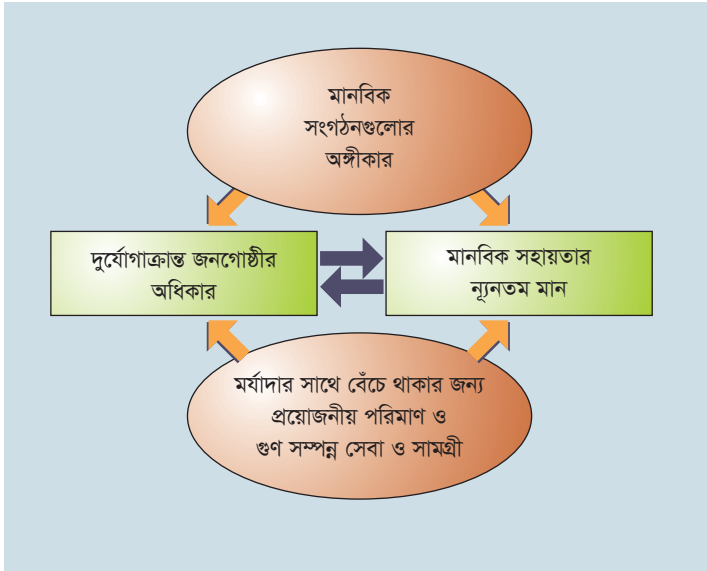 মানবিক
সংগঠনগুলোর
অঙ্গীকার
দুর্যোগাক্রান্ত জনগোষ্ঠীর
অধিকার
মানবিক সহায়তার
ন্যূনতম মান
মর্যাদার সাথে বেঁচে থাকার জন্য
প্রয়োজনীয় পরিমাণ ও
গুণ সম্পন্ন সেবা ও সামগ্রী